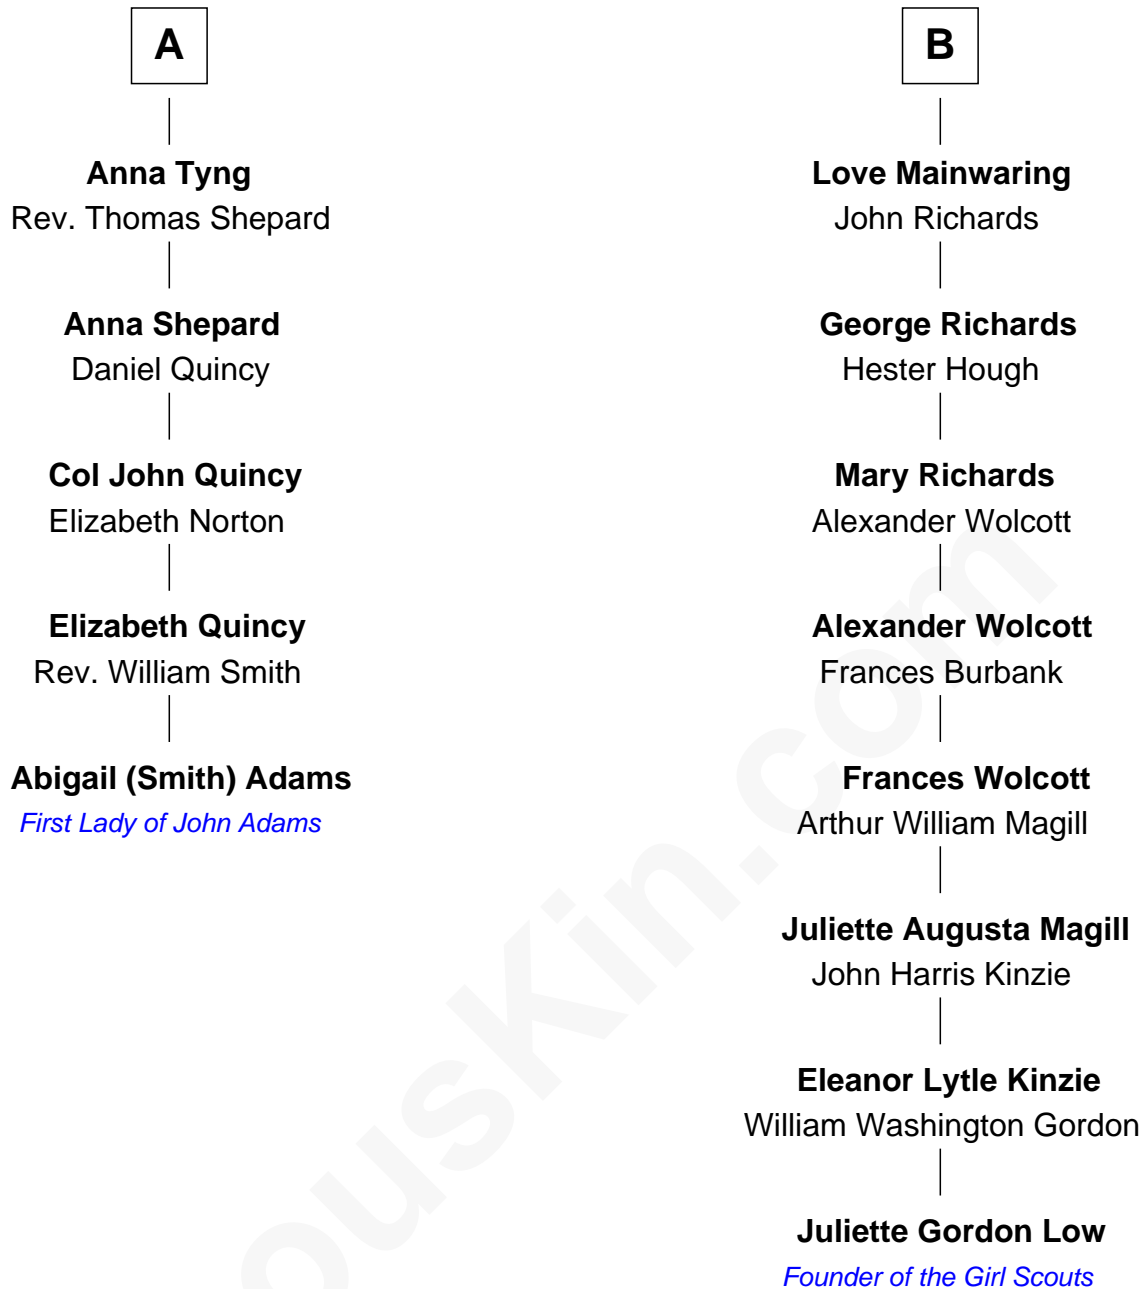 A
Anna Tyng
Rev. Thomas Shepard
Anna Shepard
Daniel Quincy
Col John Quincy
Elizabeth Norton
Elizabeth Quincy
Rev. William Smith
Abigail (Smith) Adams
First Lady of John Adams
B
Love Mainwaring
John Richards
George Richards
Hester Hough
Mary Richards
Alexander Wolcott
Alexander Wolcott
Frances Burbank
Frances Wolcott
Arthur William Magill
Juliette Augusta Magill
John Harris Kinzie
Eleanor Lytle Kinzie
William Washington Gordon
Juliette Gordon Low
Founder of the Girl Scouts
ousKin.com